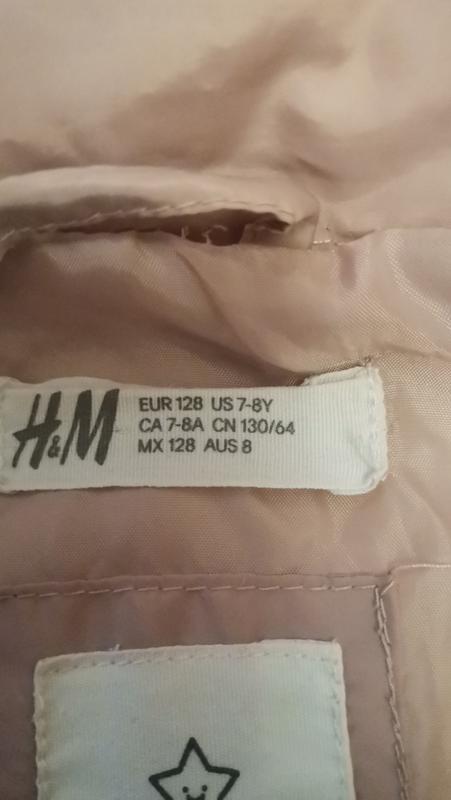 H&M
EUR 128 US 7-8Y
CA 7-8A CN 130/64
MX 128 AUS 8